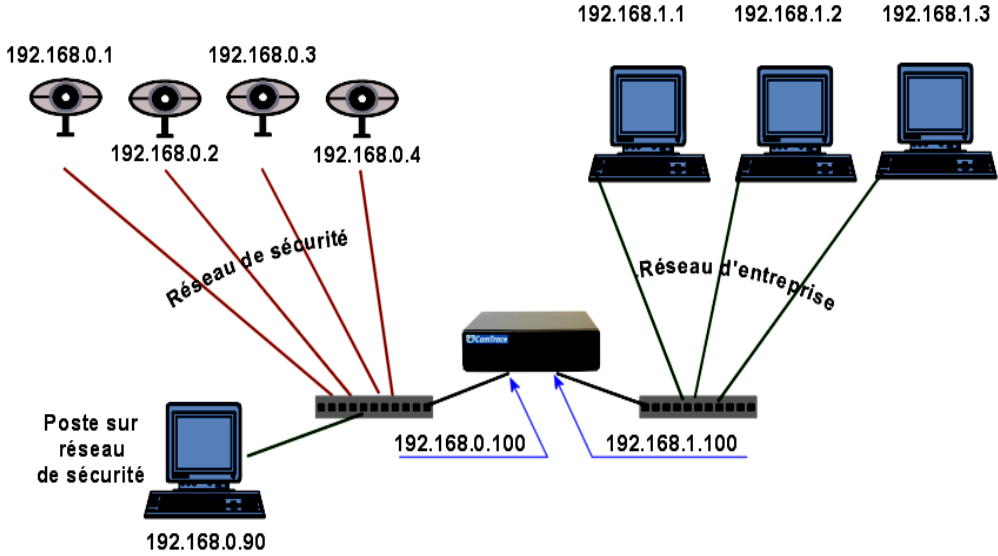 192.168.1.1
192.168.1.2
192.168.1.3
192.168.0.1
192.168.0.3
192.168.0.2
192.168.0.4
Réseau de sécurité
.Réseau d'entreprise
CamTrace
Poste sur
réseau
de sécurité
192.168.0.100
192.168.1.100
192.168.0.90